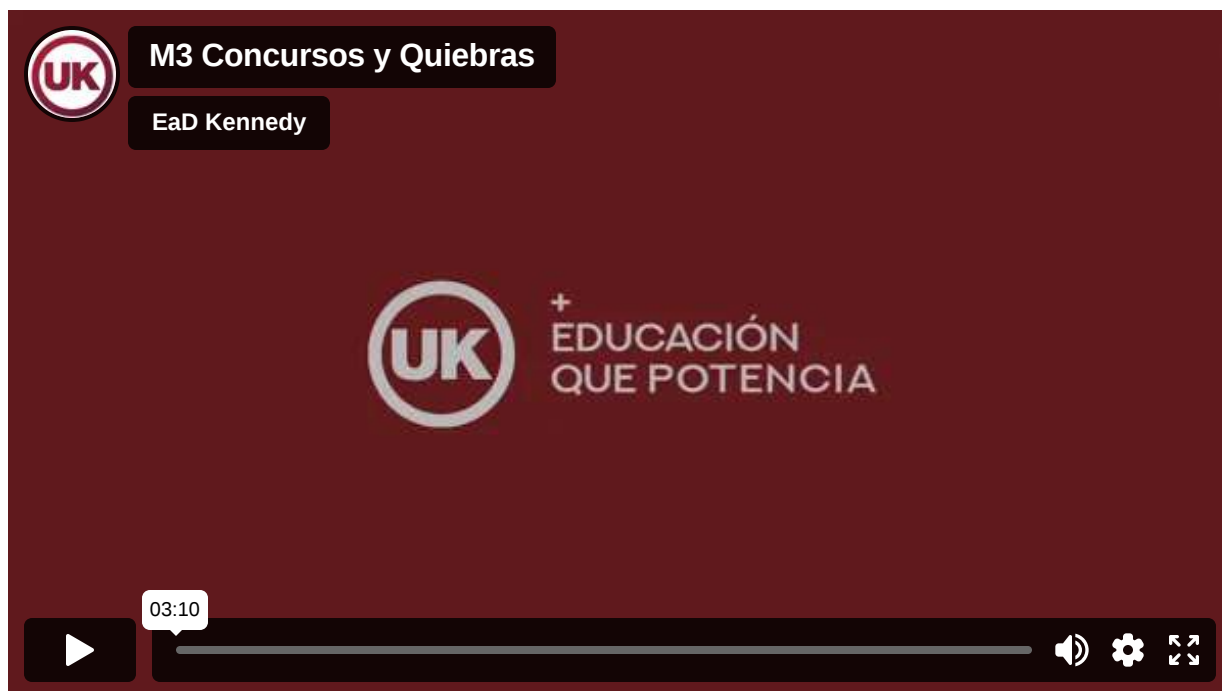 UK
M3 Concursos y Quiebras
EaD Kennedy
UK
+
EDUCACIÓN
QUE POTENCIA
03:10